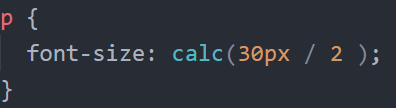 p {
  font-size: calc(30px / 2 );
}